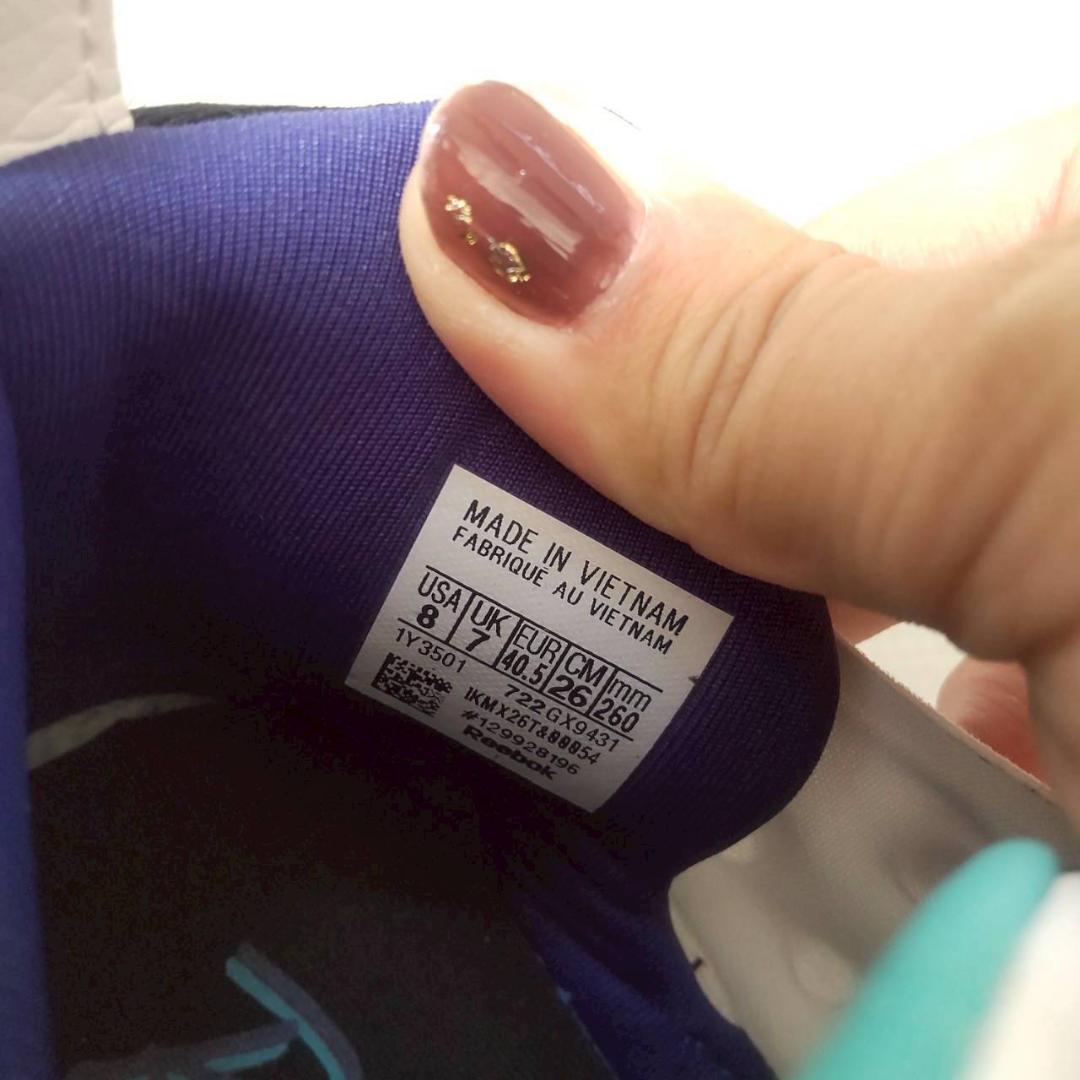 MADE IN VIETNAM
FABRIQUE AU VIETNAM
USA UK EUR CM mm
8 7 40.5 26 260
1Y3501 722 GX9431
IKMX26T&00054
#129928196
Reebok